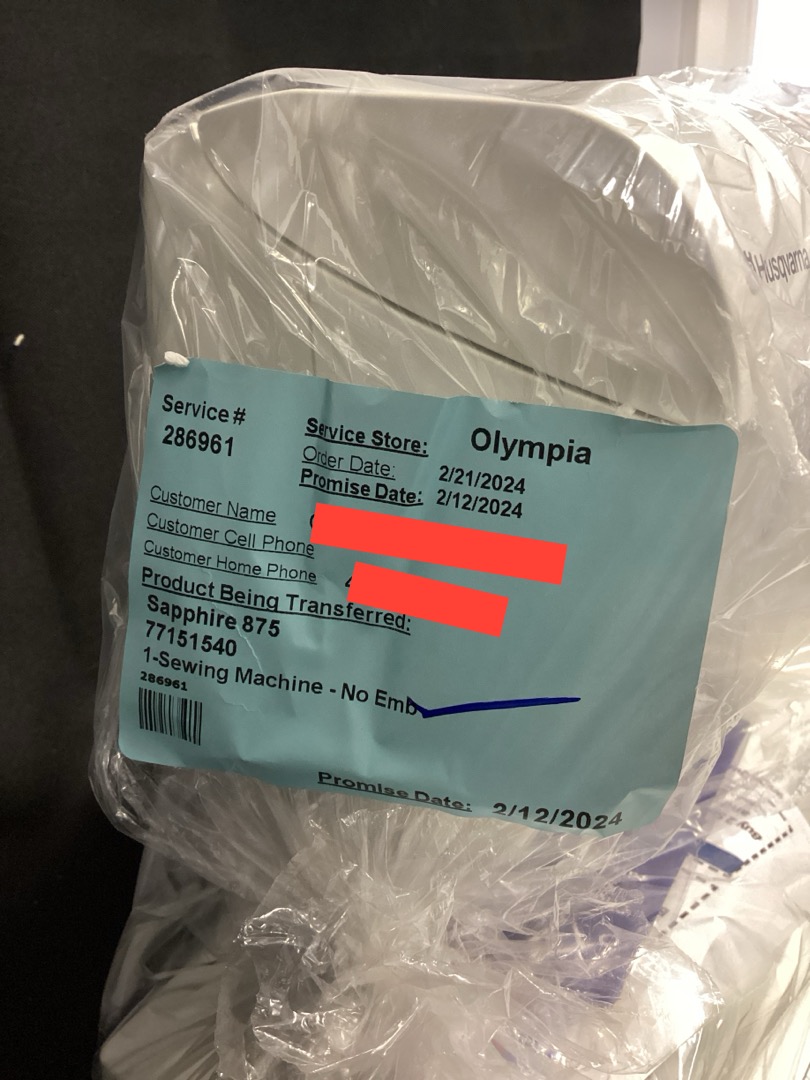 Husqvarna
Service #
286961
Service Store: Olympia
Order Date: 2/21/2024
Promise Date: 2/12/2024
Customer Name
Customer Cell Phone
Customer Home Phone
Product Being Transferred:
Sapphire 875
77151540
1-Sewing Machine - No Emb
286961
Promise Date: 2/12/2024